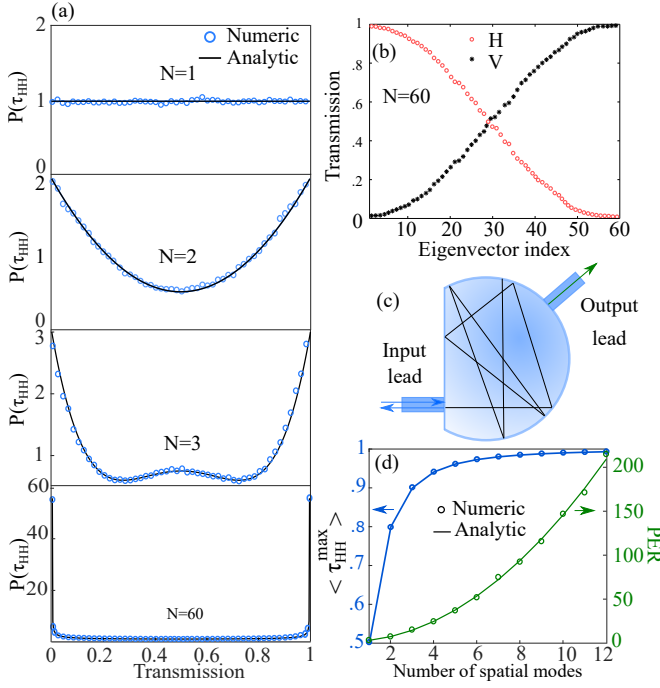 (a)
2
Numeric
Analytic
N=1
P(τHH)
1
0
2
N=2
P(τHH)
1
0
3
2
N=3
P(τHH)
1
60
40
20
N=60
P(τHH)
0 0.2 0.4 0.6 0.8 1
Transmission
(b)
H
V
N=60
Transmission
1
.8
.6
.4
.2
0
10 20 30 40 50 60
Eigenvector index
(c)
Input
lead
Output
lead
(d)
1
.9
.8
.7
.6
.5
Numeric
Analytic
< τHH max >
PER
200
150
100
50
0
2 4 6 8 10 12
Number of spatial modes